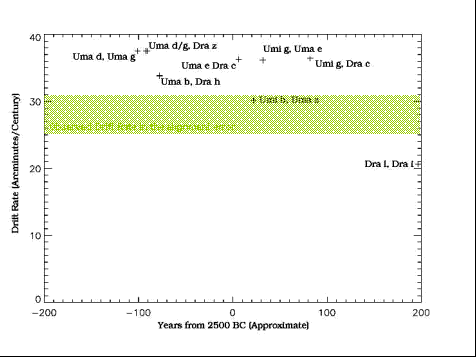 40
Uma d/g, Dra z
Uma d, Uma g
Umi g, Uma e
Uma e Dra c
Umi g, Dra c
Uma b, Dra h
30
Umi b, Uma z
Observed Drift Rate in the alignment error
20
Dra i, Dra i
10
0
Drift Rate (Arcminutes/Century)
-200
-100
0
100
200
Years from 2500 BC (Approximate)